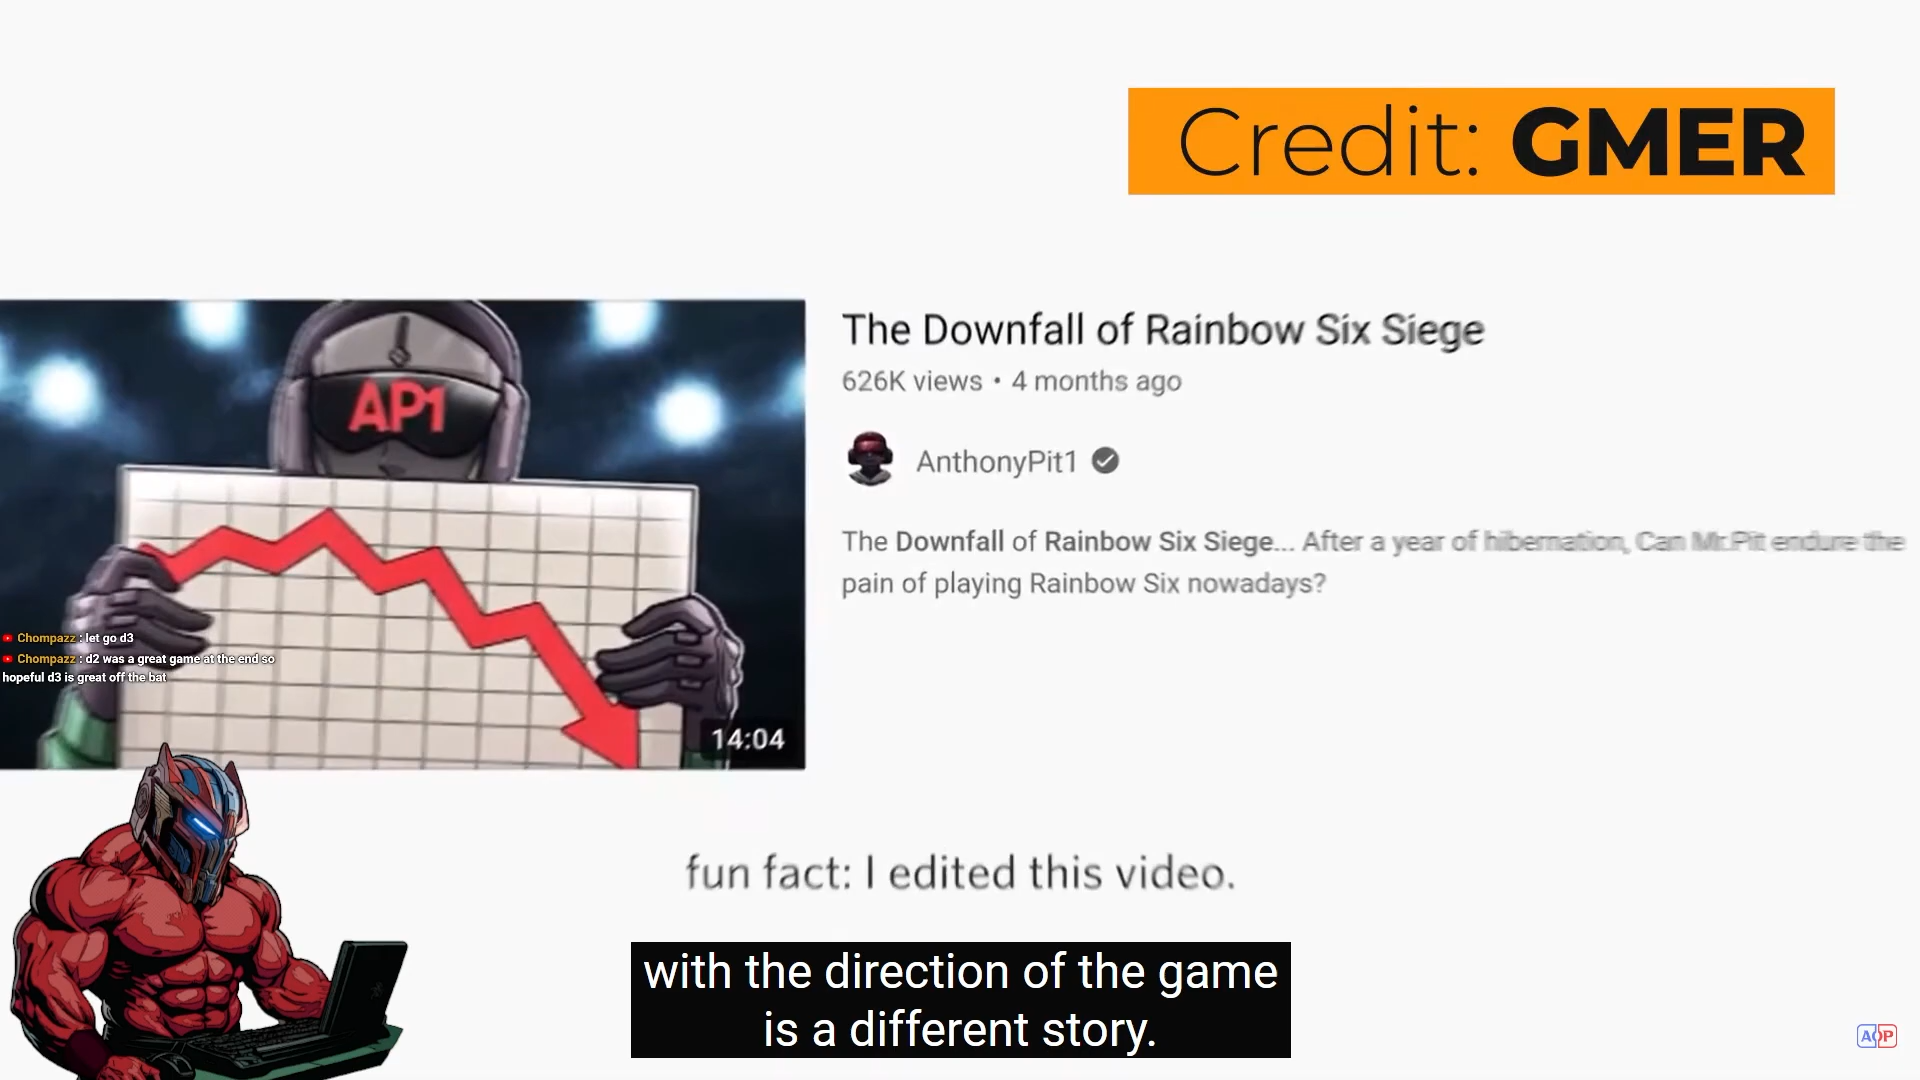 Credit: GMER
AP1
The Downfall of Rainbow Six Siege
626K views • 4 months ago
AnthonyPit1
The Downfall of Rainbow Six Siege... After a year of hibernation, Can Mr.Pit endure the
pain of playing Rainbow Six nowadays?
Chompazz : let go d3
Chompazz : d2 was a great game at the end so
hopeful d3 is great off the bat
14:04
fun fact: I edited this video.
with the direction of the game
is a different story.
AOP